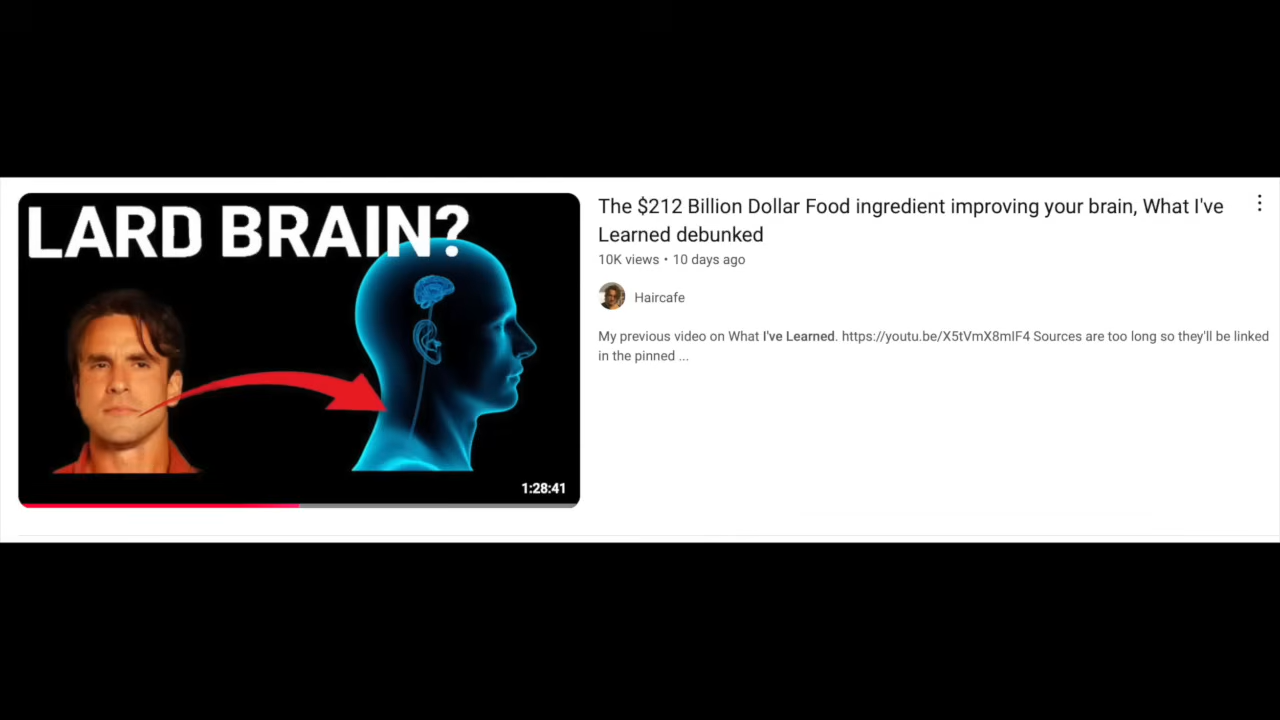 LARD BRAIN?
1:28:41
The $212 Billion Dollar Food ingredient improving your brain, What I've
Learned debunked
10K views • 10 days ago
Haircafe
My previous video on What I've Learned. https://youtu.be/X5tVmX8mIF4 Sources are too long so they'll be linked
in the pinned ...